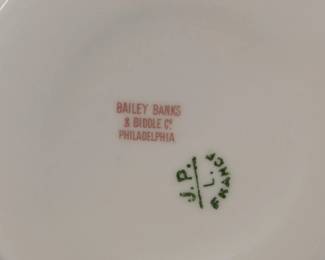 BAILEY BANKS
& BIDDLE Cº
PHILADELPHIA
J.P.
L.
FRANCE